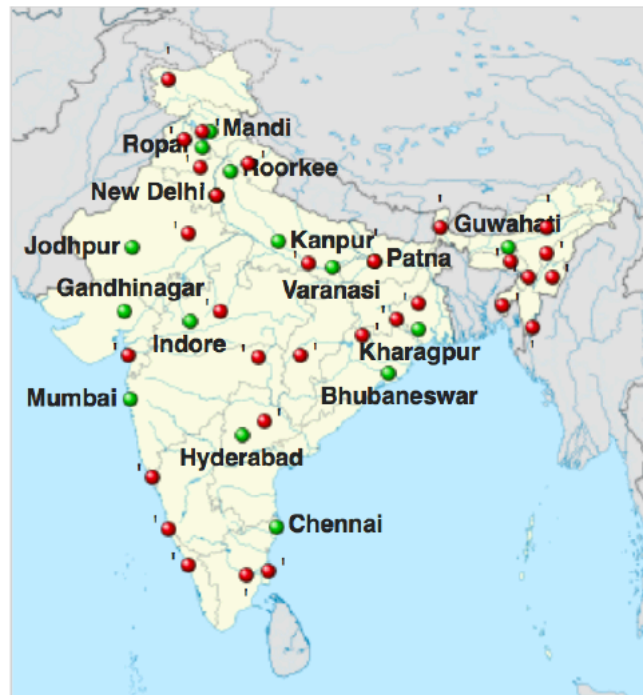 Mandi
Ropar
Roorkee
New Delhi
Guwahati
Jodhpur
Kanpur
Patna
Gandhinagar
Varanasi
Indore
Kharagpur
Mumbai
Bhubaneswar
Hyderabad
Chennai